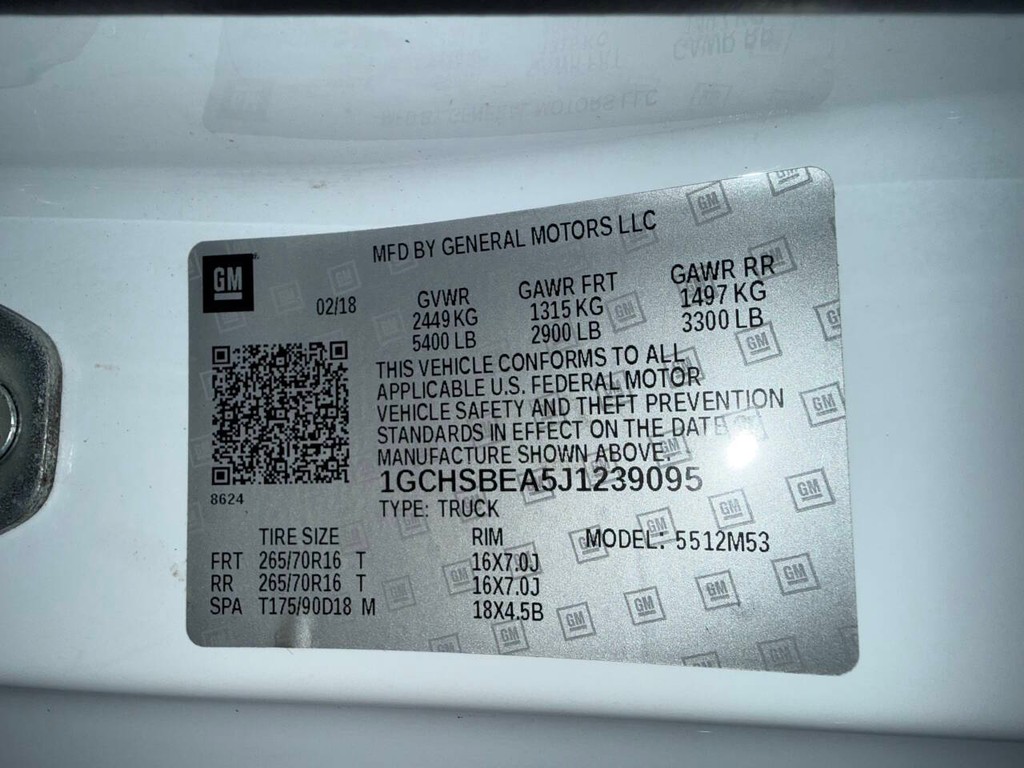 MFD BY GENERAL MOTORS LLC
GM
02/18
GVWR GAWR FRT GAWR RR
2449 KG 1315 KG 1497 KG
5400 LB 2900 LB 3300 LB
THIS VEHICLE CONFORMS TO ALL
APPLICABLE U.S. FEDERAL MOTOR
VEHICLE SAFETY AND THEFT PREVENTION
STANDARDS IN EFFECT ON THE DATE
MANUFACTURE SHOWN ABOVE.
1GCHSBEA5J1239095
8624
TYPE: TRUCK
TIRE SIZE RIM MODEL: 5512M53
FRT 265/70R16 T 16X7.0J
RR 265/70R16 T 16X7.0J
SPA T175/90D18 M 18X4.5B